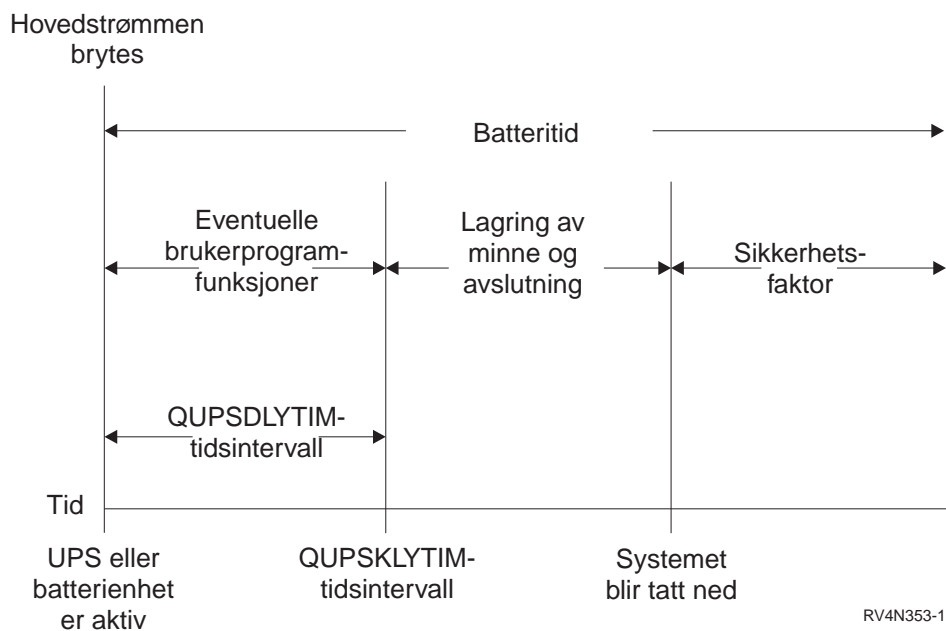 Hovedstrømmen
brytes
Batteritid
Eventuelle
brukerprogram-
funksjoner
Lagring av
minne og
avslutning
Sikkerhets-
faktor
QUPSDLYTIM-
tidsintervall
Tid
UPS eller
batterienhet
er aktiv
QUPSKLYTIM-
tidsintervall
Systemet
blir tatt ned
RV4N353-1